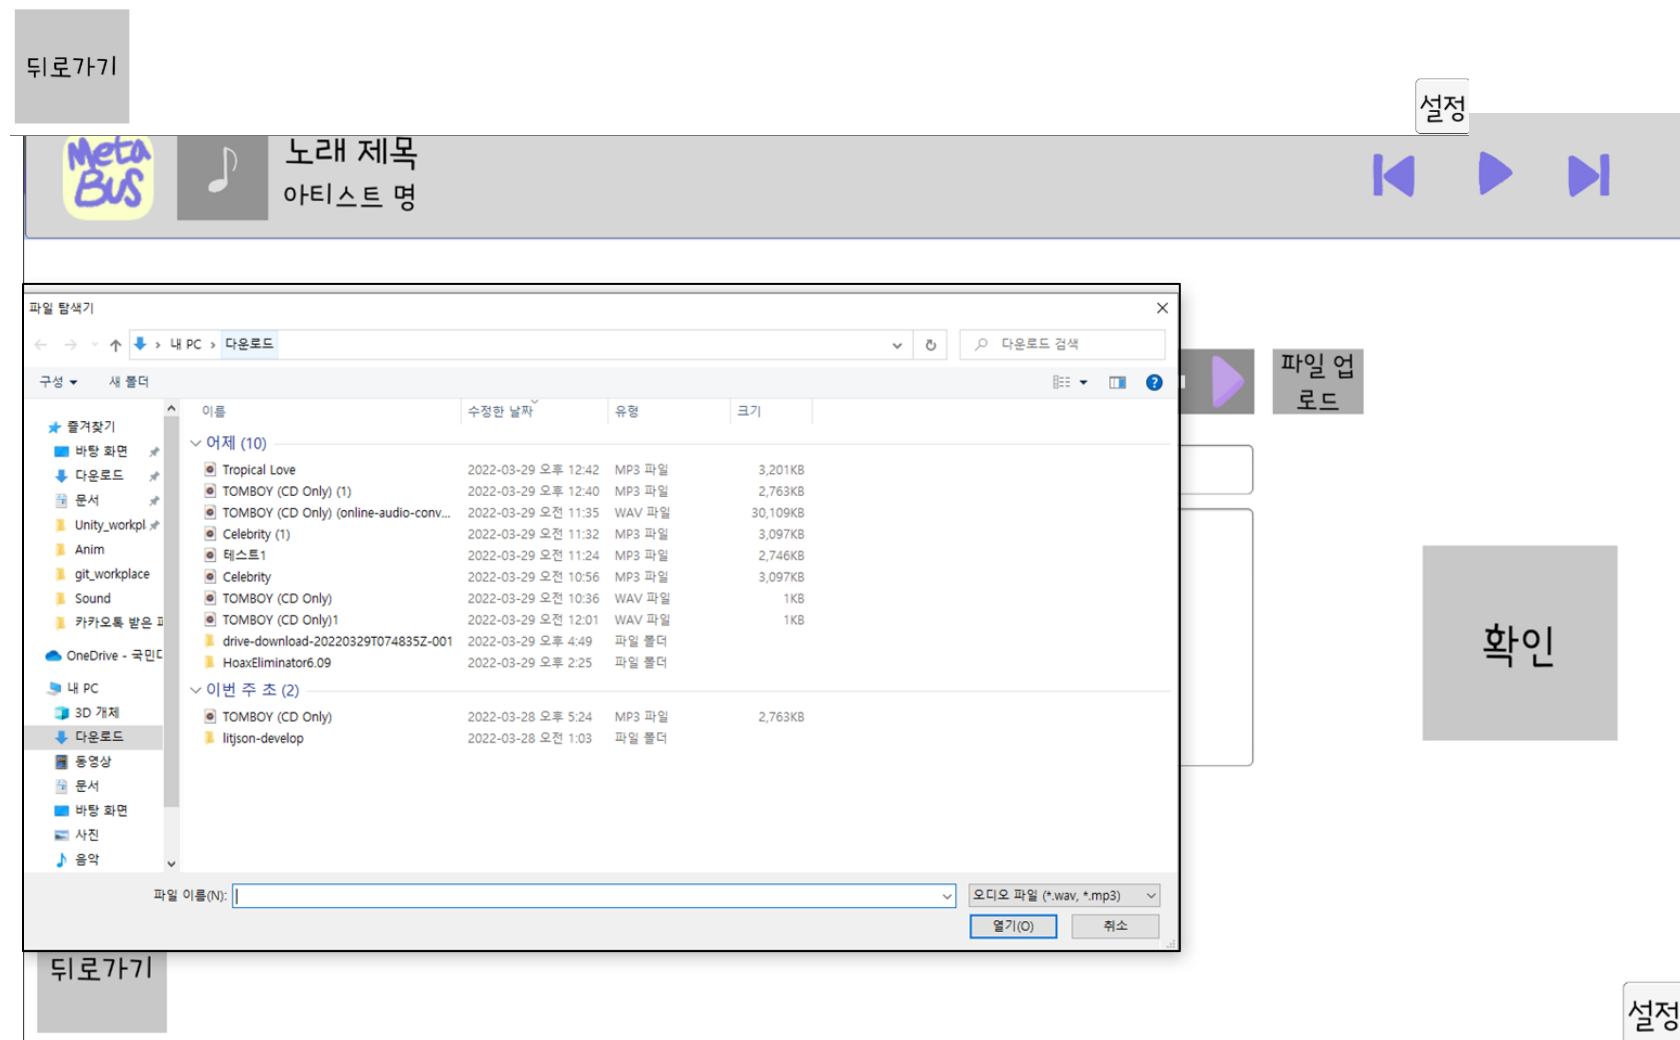 뒤로가기
설정
Meta
BUS
노래 제목
아티스트 명
파일 탐색기
내 PC › 다운로드
다운로드 검색
구성
새 폴더
파일 업
로드
이름 수정한 날짜 유형 크기
즐겨찾기
바탕 화면
다운로드
문서
Unity_workpl
Anim
git_workplace
Sound
카카오톡 받은
OneDrive - 국민
내 PC
3D 개체
다운로드
동영상
문서
바탕 화면
사진
음악
어제 (10)
Tropical Love 2022-03-29 오후 12:42 MP3 파일 3,201KB
TOMBOY (CD Only) (1) 2022-03-29 오후 12:40 MP3 파일 2,763KB
TOMBOY (CD Only) (online-audio-conv... 2022-03-29 오전 11:35 WAV 파일 30,109KB
Celebrity (1) 2022-03-29 오전 11:32 MP3 파일 3,097KB
테스트1 2022-03-29 오전 11:24 MP3 파일 2,746KB
Celebrity 2022-03-29 오전 10:56 MP3 파일 3,097KB
TOMBOY (CD Only) 2022-03-29 오전 10:36 WAV 파일 1KB
TOMBOY (CD Only)1 2022-03-29 오전 12:01 WAV 파일 1KB
drive-download-20220329T074835Z-001 2022-03-29 오후 4:49 파일 폴더
HoaxEliminator6.09 2022-03-29 오후 2:25 파일 폴더
이번 주 초 (2)
TOMBOY (CD Only) 2022-03-28 오후 5:24 MP3 파일 2,763KB
litjson-develop 2022-03-28 오전 1:03 파일 폴더
확인
파일 이름(N):
오디오 파일 (*.wav, *.mp3)
열기(O)
취소
뒤로가기
설정